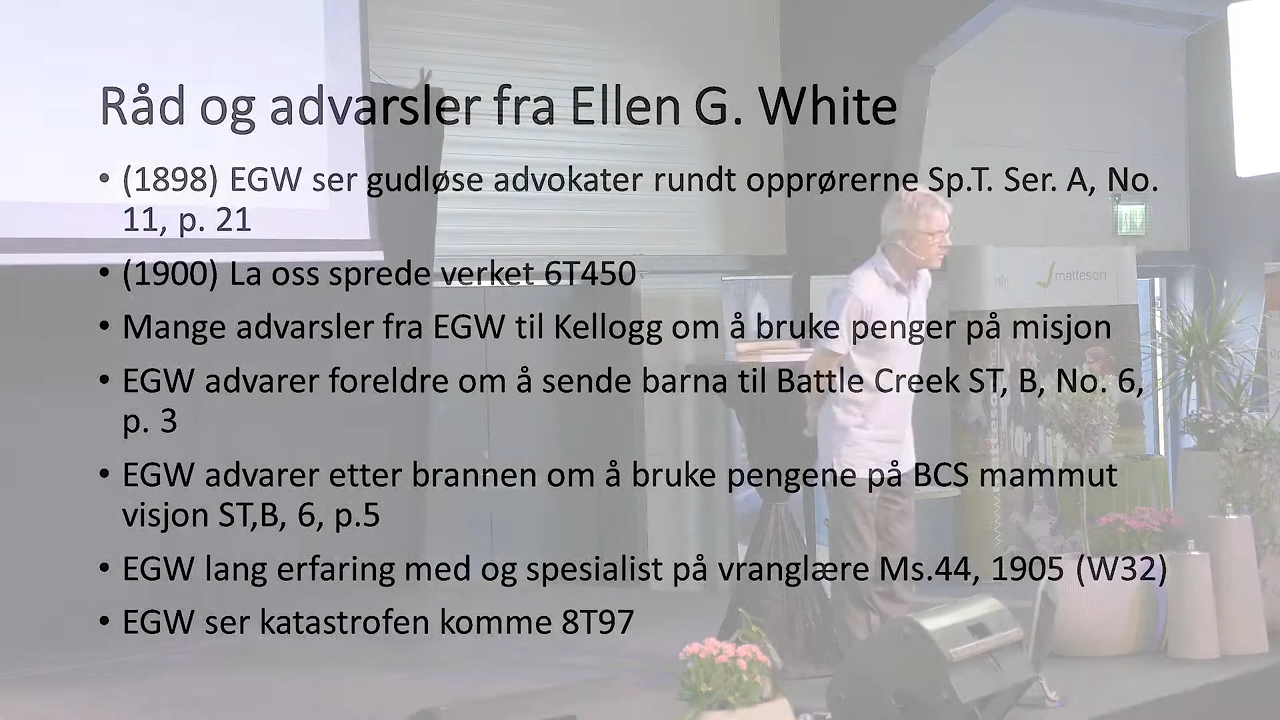 Råd og advarsler fra Ellen G. White
• (1898) EGW ser gudløse advokater rundt opprørerne Sp.T. Ser. A, No.
11, p. 21
• (1900) La oss sprede verket 6T450
• Mange advarsler fra EGW til Kellogg om å bruke penger på misjon
• EGW advarer foreldre om å sende barna til Battle Creek ST, B, No. 6,
p. 3
• EGW advarer etter brannen om å bruke pengene på BCS mammut
visjon ST,B, 6, p.5
• EGW lang erfaring med og spesialist på vranglære Ms.44, 1905 (W32)
• EGW ser katastrofen komme 8T97
matteson